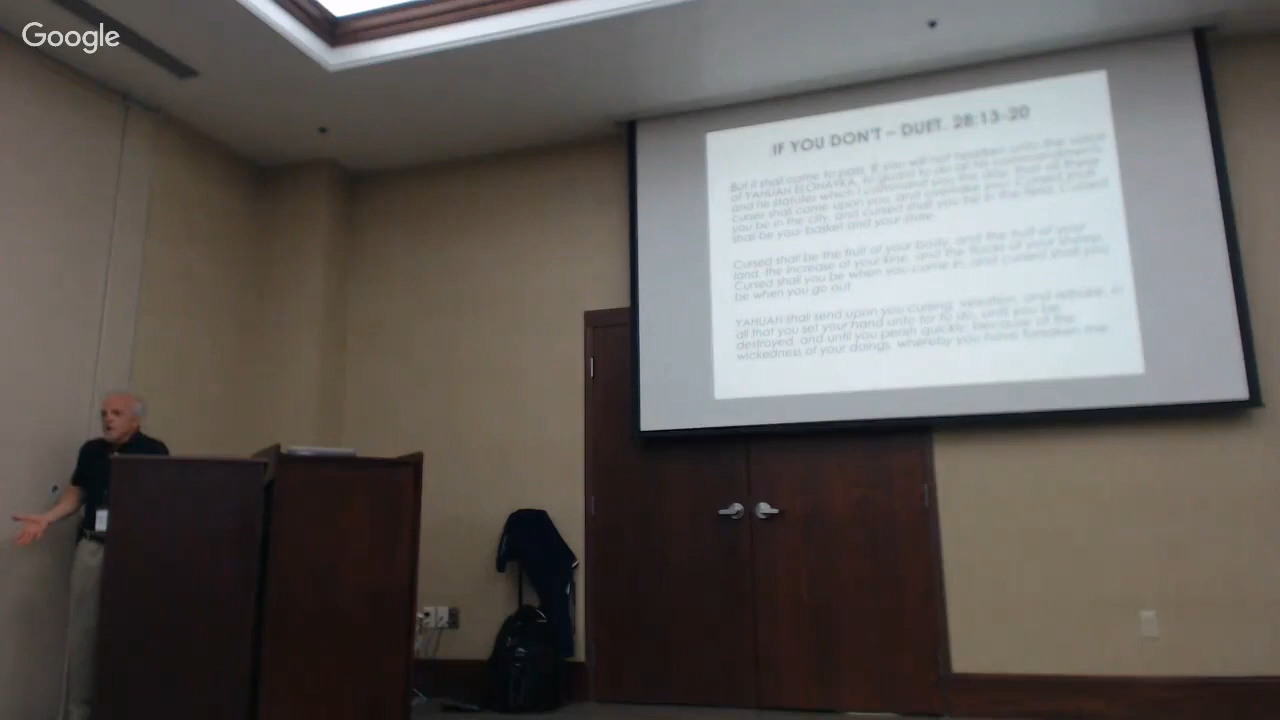 Google
IF YOU DON'T – DUET. 28:13-20
But it shall come to pass, if you will not hearken unto the voice
of YAHUAH ELOHAYKA, to guard to do all his commandments
and his statutes which I command you this day; that all these
curses shall come upon you, and overtake you: Cursed shall
you be in the city, and cursed shall you be in the field. Cursed
shall be your basket and your store.
Cursed shall be the fruit of your body, and the fruit of your
land, the increase of your kine, and the flocks of your sheep.
Cursed shall you be when you come in, and cursed shall you
be when you go out
YAHUAH shall send upon you cursing, vexation, and rebuke, in
all that you set your hand unto for to do, until you be
destroyed, and until you perish quickly; because of the
wickedness of your doings, whereby you have forsaken me